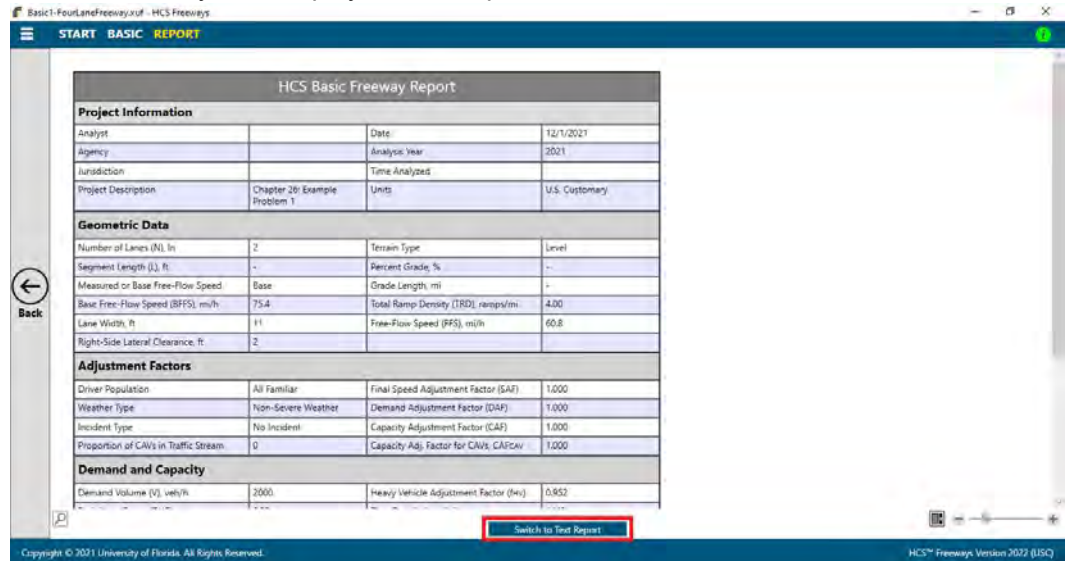 Basic1-FourLaneFreeway.xuf - HCS Freeways
START BASIC REPORT
HCS Basic Freeway Report
Project Information
Analyst Date 12/1/2021
Agency Analysis Year 2021
Jurisdiction Time Analyzed
Project Description Chapter 26: Example Units U.S. Customary
Problem 1
Geometric Data
Number of Lanes (N), ln 2 Terrain Type Level
Segment Length (L), ft - Percent Grade, % -
Measured or Base Free-Flow Speed Base Grade Length, mi -
Base Free-Flow Speed (BFFS), mi/h 75.4 Total Ramp Density (TRD), ramps/mi 4.00
Back
Lane Width, ft 11 Free-Flow Speed (FFS), mi/h 60.8
Right-Side Lateral Clearance, ft 2
Adjustment Factors
Driver Population All Familiar Final Speed Adjustment Factor (SAF) 1.000
Weather Type Non-Severe Weather Demand Adjustment Factor (DAF) 1.000
Incident Type No Incident Capacity Adjustment Factor (CAF) 1.000
Proportion of CAVs in Traffic Stream 0 Capacity Adj. Factor for CAVs, CAFCAV 1.000
Demand and Capacity
Demand Volume (V), veh/h 2000 Heavy Vehicle Adjustment Factor (fHV) 0.952
Switch to Text Report
Copyright © 2021 University of Florida. All Rights Reserved. HCS™ Freeways Version 2022 (USC)